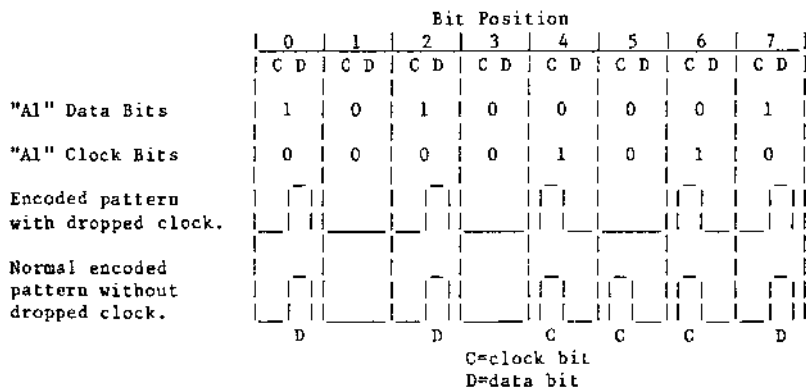 Bit Position
0 1 2 3 4 5 6 7
C D C D C D C D C D C D C D C D
"A1" Data Bits 1 0 1 0 0 0 0 1
"A1" Clock Bits 0 0 0 0 1 0 1 0
Encoded pattern
with dropped clock.
Normal encoded
pattern without
dropped clock.
D D C C C D
C=clock bit
D=data bit